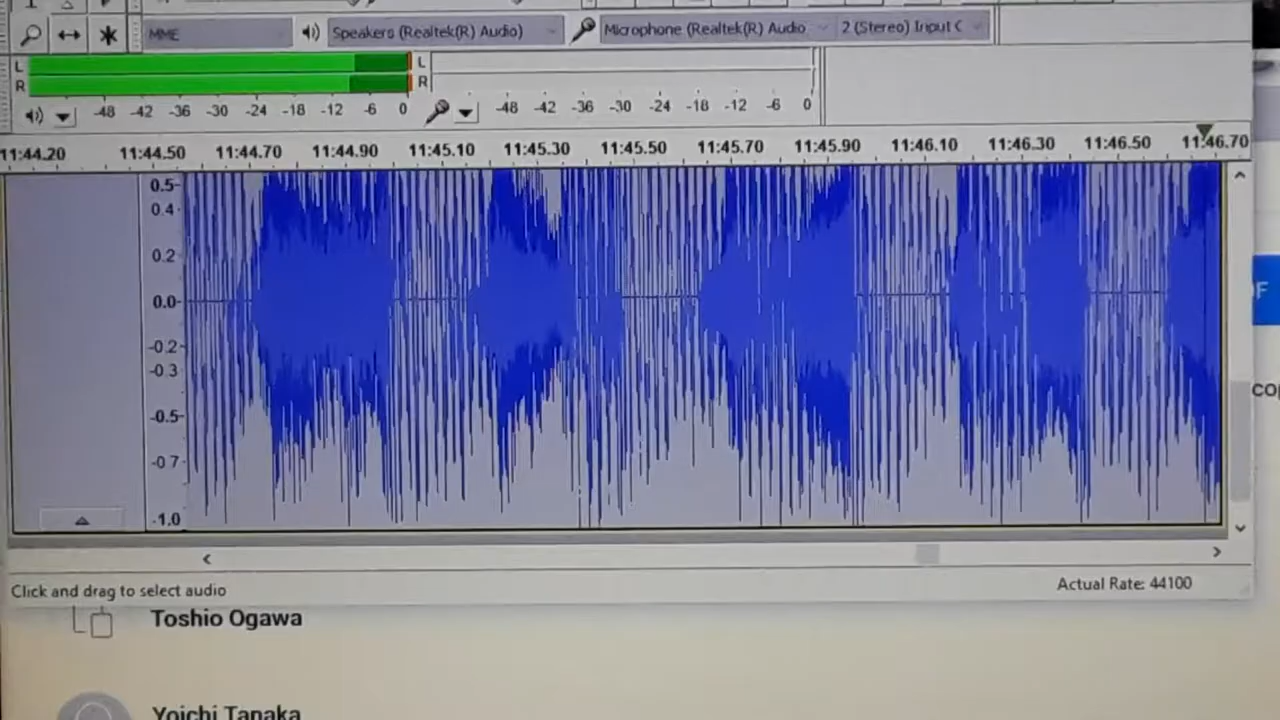 MME Speakers (Realtek(R) Audio) Microphone (Realtek(R) Audio 2 (Stereo) Input C
L L
R R
-48 -42 -36 -30 -24 -18 -12 -6 0 -48 -42 -36 -30 -24 -18 -12 -6 0
11:44.20 11:44.50 11:44.70 11:44.90 11:45.10 11:45.30 11:45.50 11:45.70 11:45.90 11:46.10 11:46.30 11:46.50 11:46.70
0.5
0.4
0.2
0.0
F
-0.2
-0.3
cop
-0.5
-0.7
-1.0
Click and drag to select audio Actual Rate: 44100
Toshio Ogawa
Yoichi Tanaka